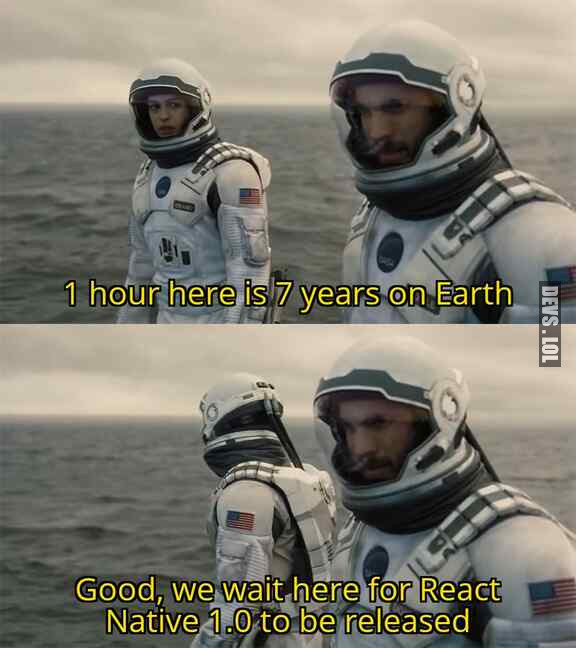 1 hour here is 7 years on Earth
DEVS.LOL
Good, we wait here for React
Native 1.0 to be released